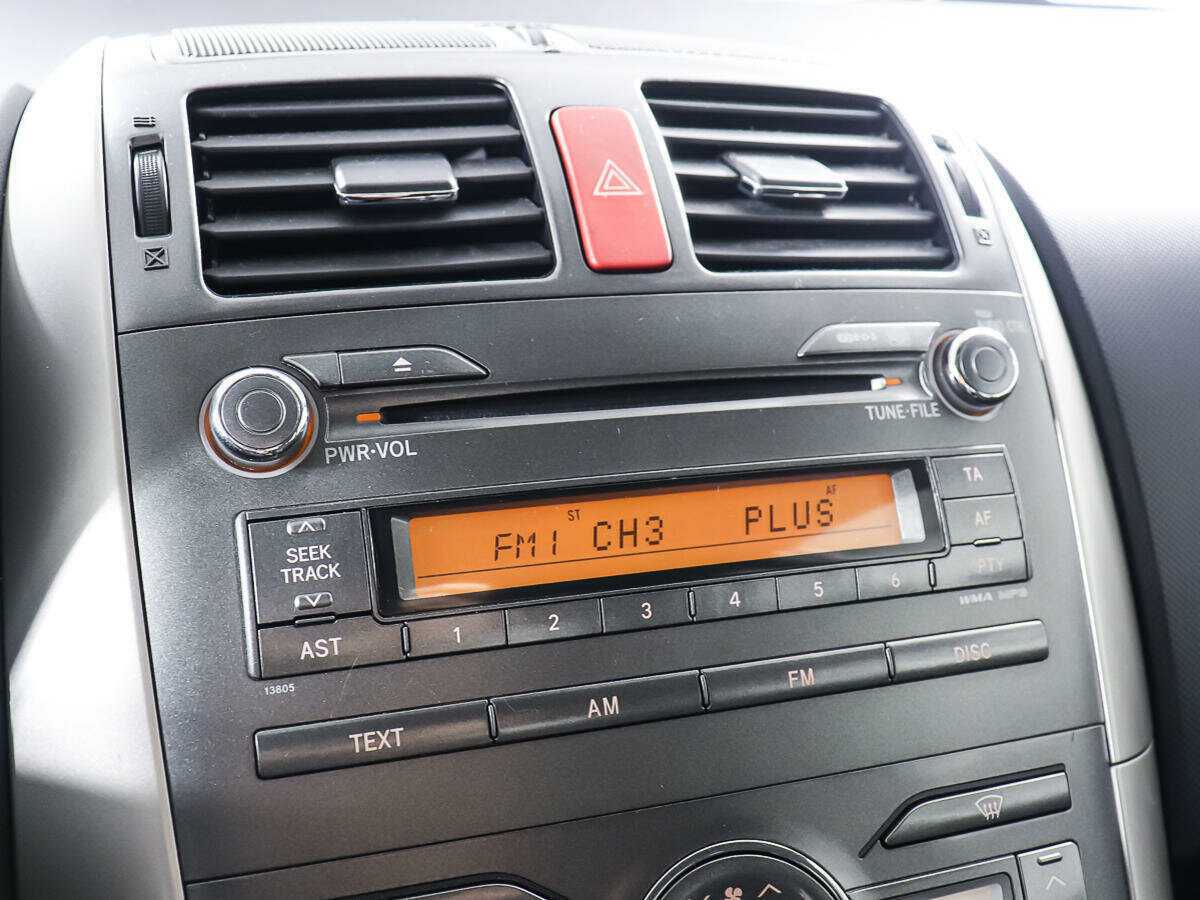 PWR·VOL
TUNE·FILE
ST
AF
FM1 CH3 PLUS
TA
AF
PTY
SEEK
TRACK
AST
1 2 3 4 5 6
WMA MP3
13805
TEXT AM FM DISC